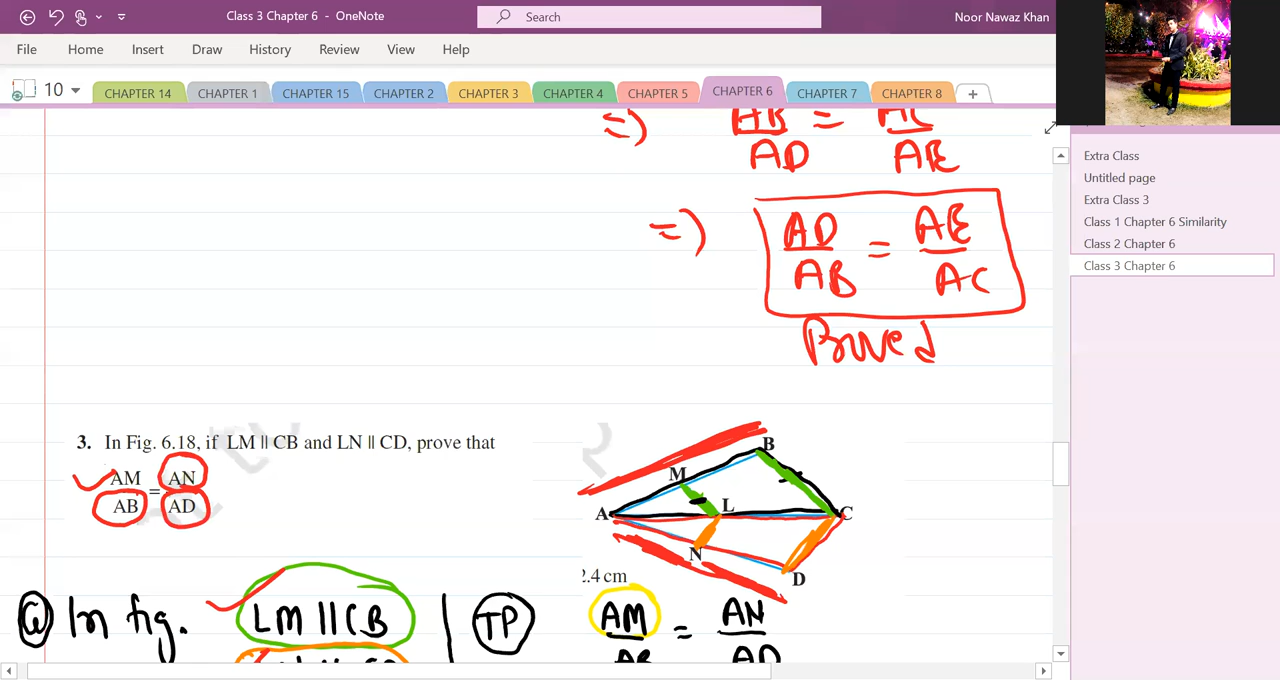 Class 3 Chapter 6 - OneNote
Search
Noor Nawaz Khan
File Home Insert Draw History Review View Help
10 CHAPTER 14 CHAPTER 1 CHAPTER 15 CHAPTER 2 CHAPTER 3 CHAPTER 4 CHAPTER 5 CHAPTER 6 CHAPTER 7 CHAPTER 8 +
Extra Class
Untitled page
Extra Class 3
Class 1 Chapter 6 Similarity
Class 2 Chapter 6
Class 3 Chapter 6
=) AB/AD = AC/AE
=) AD/AB = AE/AC
Proved
3. In Fig. 6.18, if LM || CB and LN || CD, prove that
AM/AB = AN/AD
B
M
A L C
N
D
2.4 cm
Q In fig. LM || CB | TP AM/AB = AN/AD